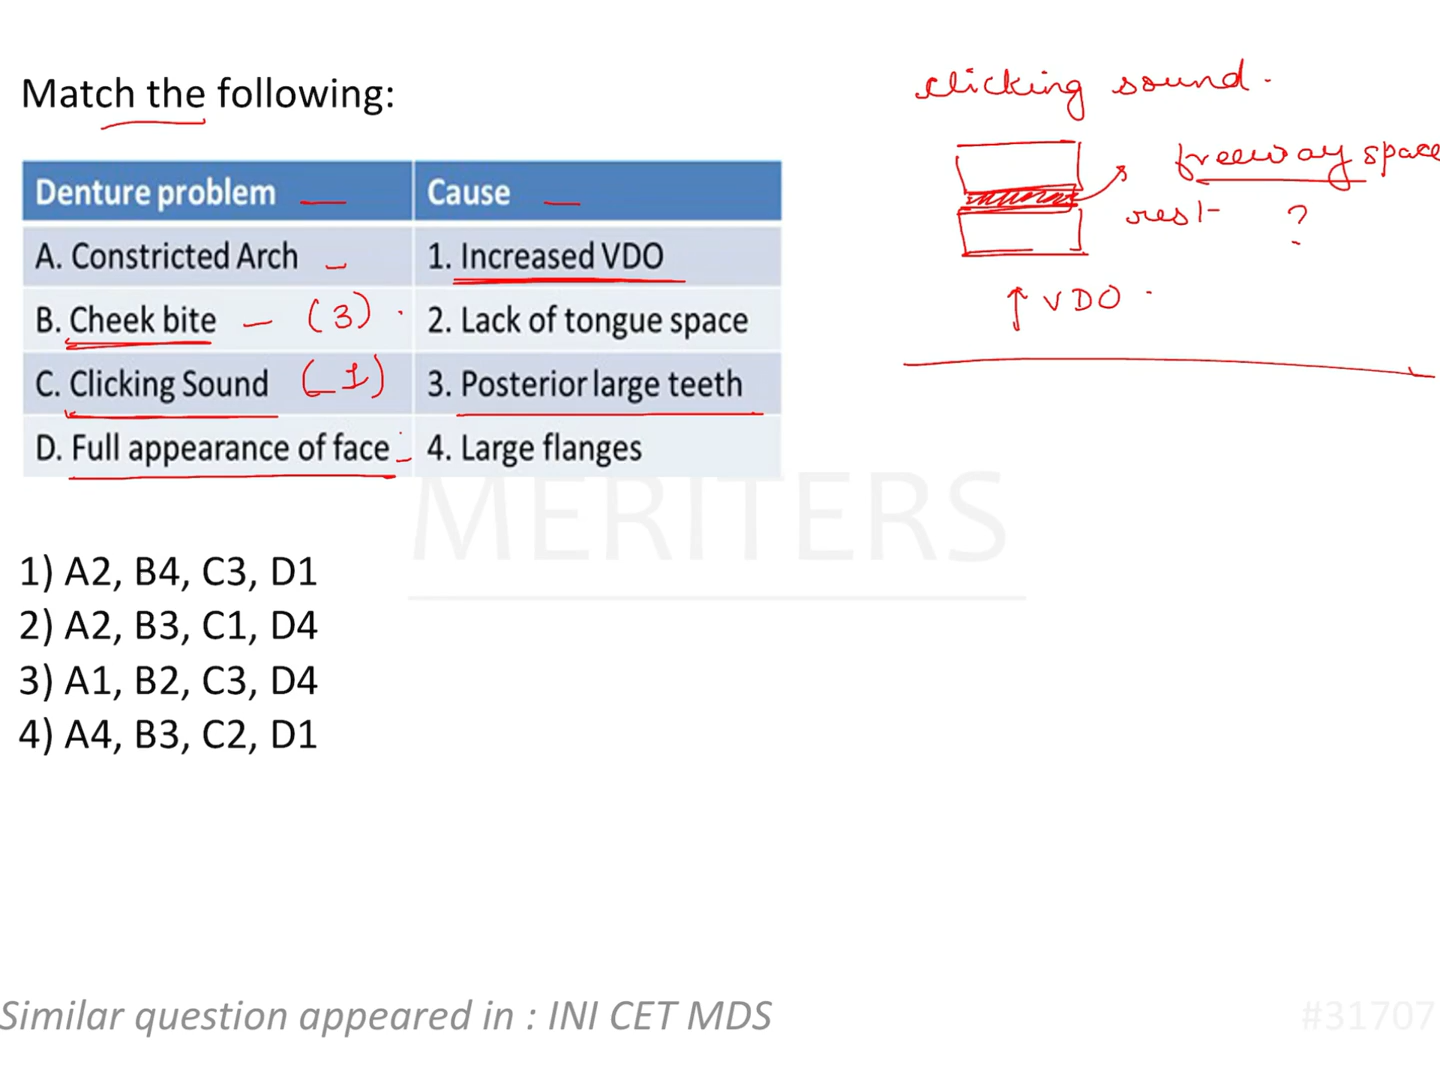 Match the following:
Denture problem — Cause —
A. Constricted Arch – 1. Increased VDO
B. Cheek bite — (3) . 2. Lack of tongue space
C. Clicking Sound (1) 3. Posterior large teeth
D. Full appearance of face 4. Large flanges
clicking sound.
freeway space
rest ?
↑ VDO
MERITERS
1) A2, B4, C3, D1
2) A2, B3, C1, D4
3) A1, B2, C3, D4
4) A4, B3, C2, D1
Similar question appeared in : INI CET MDS
#31707